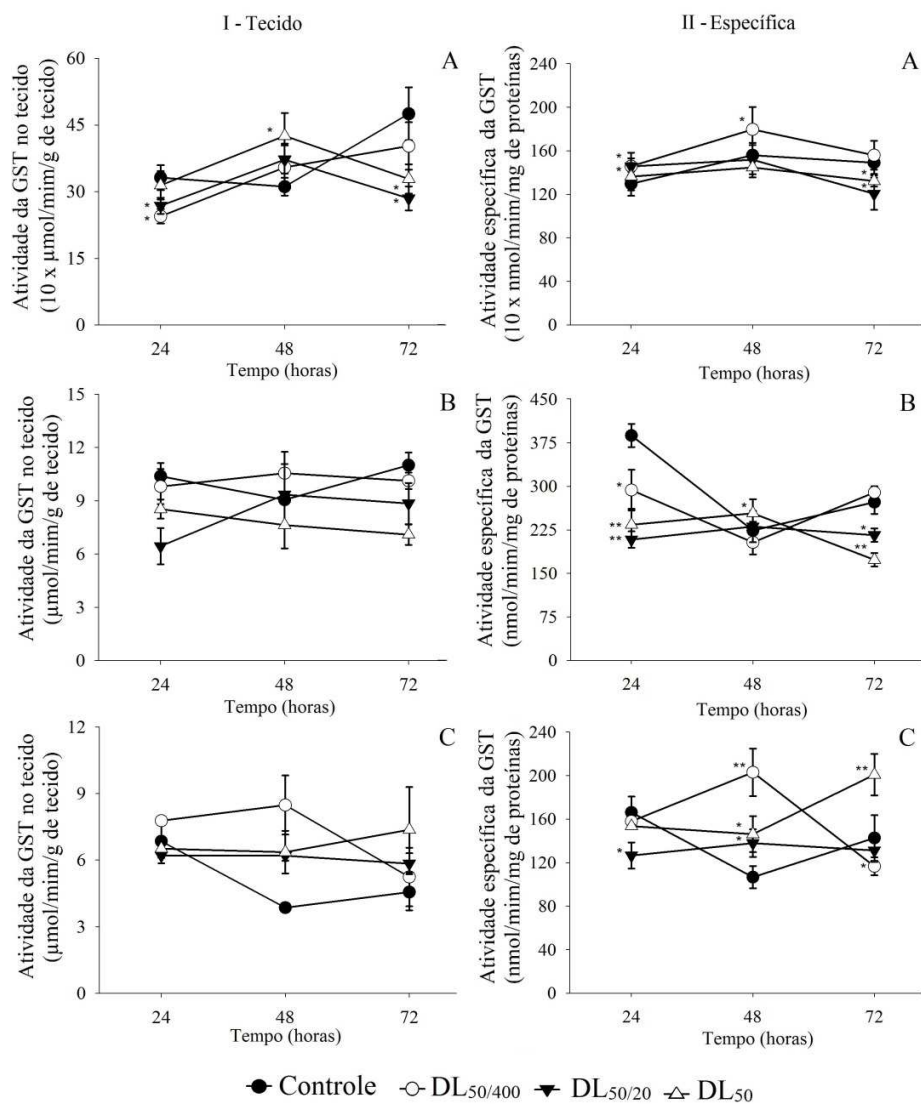 I - Tecido
II - Específica
A
Atividade da GST no tecido
(10 x µmol/mim/g de tecido)
60
45
30
15
0
*
*
*
*
*
24
48
72
Tempo (horas)
A
Atividade específica da GST
(10 x nmol/mim/mg de proteínas)
240
200
160
120
80
40
0
*
*
*
*
*
24
48
72
Tempo (horas)
B
Atividade da GST no tecido
(µmol/mim/g de tecido)
15
12
9
6
3
0
24
48
72
Tempo (horas)
B
Atividade específica da GST
(nmol/mim/mg de proteínas)
450
375
300
225
150
75
0
*
**
**
*
*
**
24
48
72
Tempo (horas)
C
Atividade da GST no tecido
(µmol/mim/g de tecido)
12
9
6
3
0
24
48
72
Tempo (horas)
C
Atividade específica da GST
(nmol/mim/mg de proteínas)
240
200
160
120
80
40
0
*
**
*
*
**
*
24
48
72
Tempo (horas)
Controle DL50/400 DL50/20 DL50